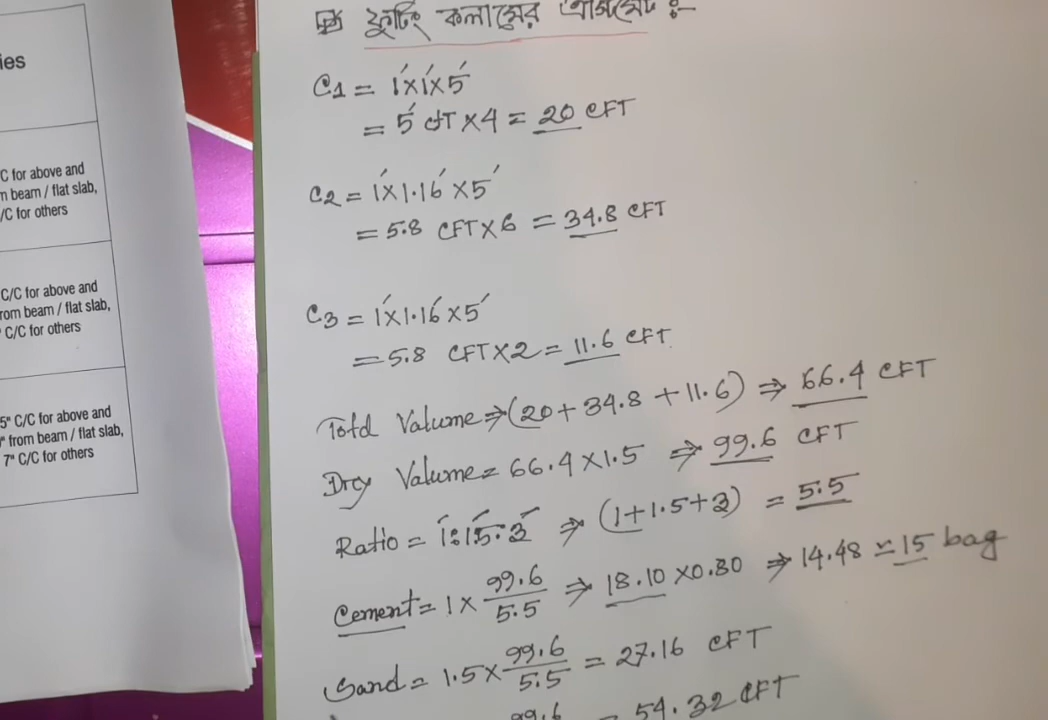 ies
C for above and
m beam / flat slab,
/C for others
C/C for above and
rom beam / flat slab,
C/C for others
5" C/C for above and
" from beam / flat slab,
7" C/C for others
ফুটিং কলামের :-
C1 = 1'x1'x5'
= 5 CFT x 4 = 20 CFT
C2 = 1'x1.16'x5'
= 5.8 CFT x 6 = 34.8 CFT
C3 = 1'x1.16'x5'
= 5.8 CFT x 2 = 11.6 CFT
Total Valume ⇒ (20+34.8+11.6) ⇒ 66.4 CFT
Dry Valume = 66.4 x 1.5 ⇒ 99.6 CFT
Ratio = 1:1.5:3 ⇒ (1+1.5+3) = 5.5
Cement = 1 x 99.6/5.5 ⇒ 18.10 x 0.80 ⇒ 14.48 ≃ 15 bag
Sand = 1.5 x 99.6/5.5 = 27.16 CFT
99.6 = 54.32 CFT